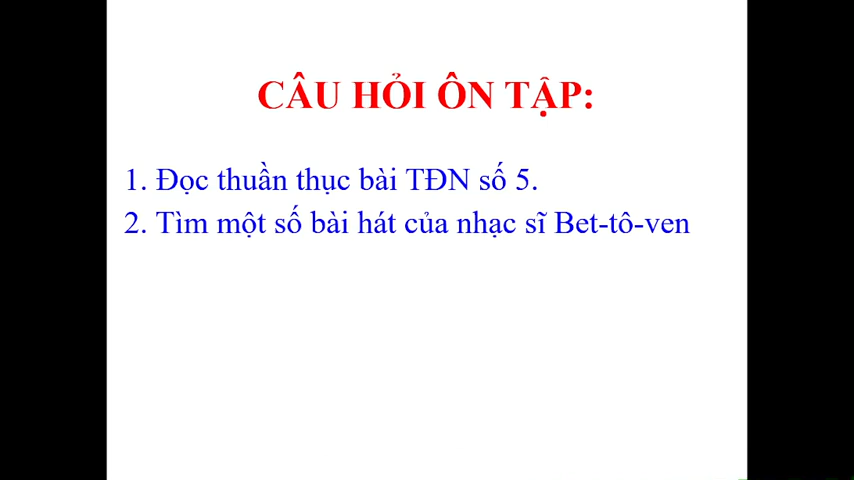 CÂU HỎI ÔN TẬP:
1. Đọc thuần thục bài TĐN số 5.
2. Tìm một số bài hát của nhạc sĩ Bet-tô-ven